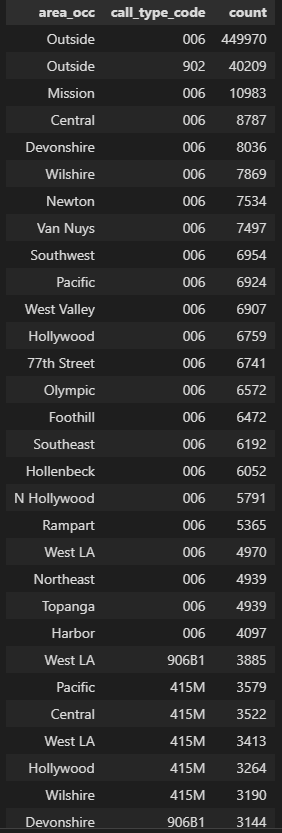 area_occ call_type_code count
Outside 006 449970
Outside 902 40209
Mission 006 10983
Central 006 8787
Devonshire 006 8036
Wilshire 006 7869
Newton 006 7534
Van Nuys 006 7497
Southwest 006 6954
Pacific 006 6924
West Valley 006 6907
Hollywood 006 6759
77th Street 006 6741
Olympic 006 6572
Foothill 006 6472
Southeast 006 6192
Hollenbeck 006 6052
N Hollywood 006 5791
Rampart 006 5365
West LA 006 4970
Northeast 006 4939
Topanga 006 4939
Harbor 006 4097
West LA 906B1 3885
Pacific 415M 3579
Central 415M 3522
West LA 415M 3413
Hollywood 415M 3264
Wilshire 415M 3190
Devonshire 906B1 3144